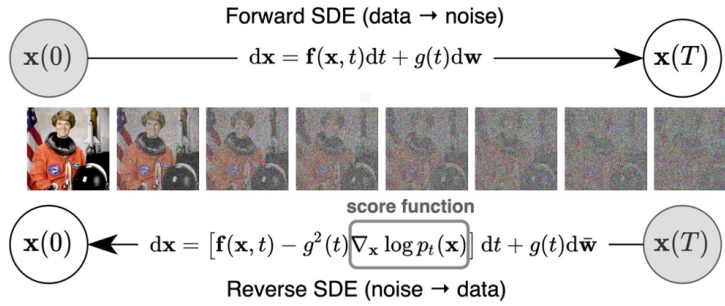 Forward SDE (data → noise)
x(0) dx = f(x, t)dt + g(t)dw x(T)
score function
x(0) dx = [f(x, t) − g²(t)∇ₓ log pₜ(x)] dt + g(t)dw̄ x(T)
Reverse SDE (noise → data)